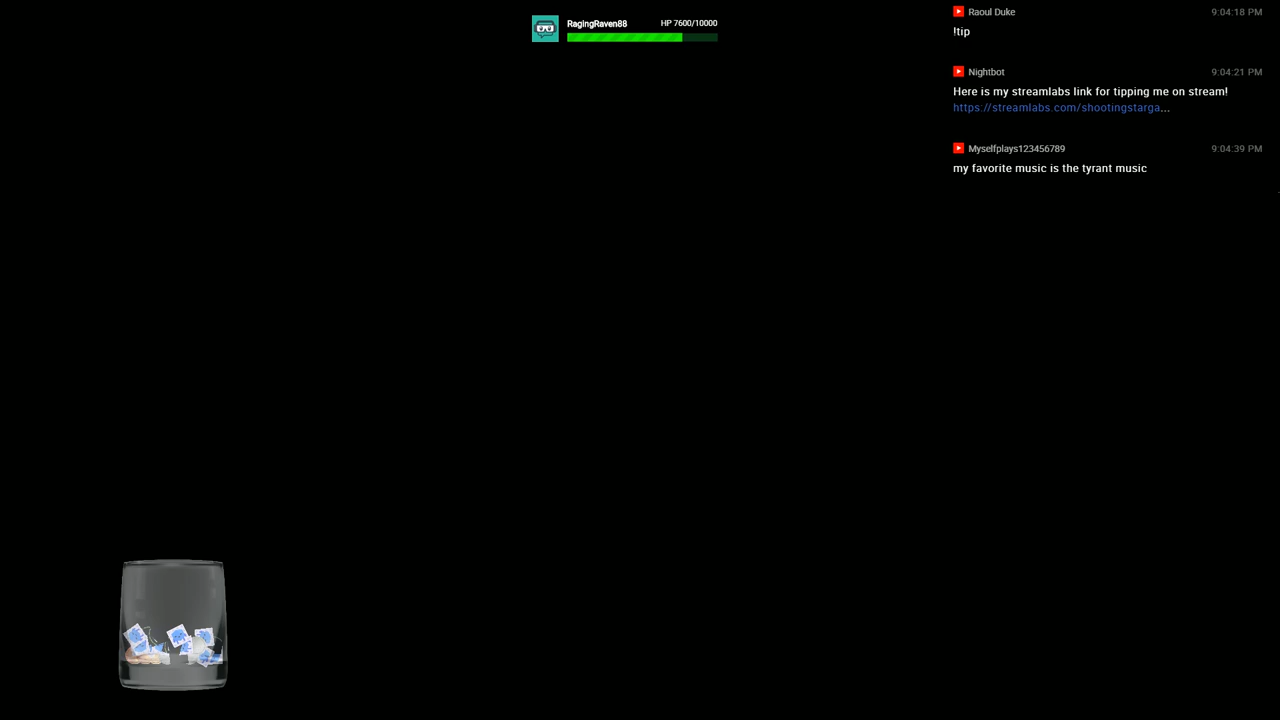 RagingRaven88 HP 7600/10000
Raoul Duke 9:04:18 PM
!tip
Nightbot 9:04:21 PM
Here is my streamlabs link for tipping me on stream!
https://streamlabs.com/shootingstarga...
Myselfplays123456789 9:04:39 PM
my favorite music is the tyrant music